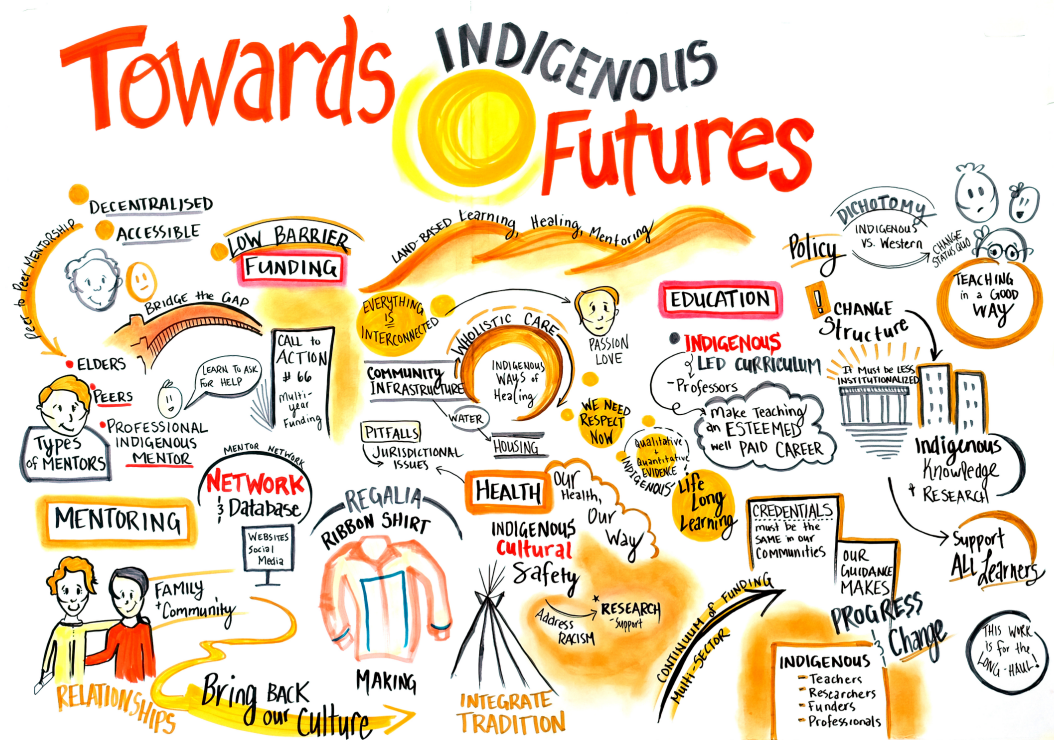 Towards
INDIGENOUS
Futures
DECENTRALISED
ACCESSIBLE
Peer to Peer MENTORSHIP
LOW BARRIER
FUNDING
BRIDGE the GAP
ELDERS
PEERS
PROFESSIONAL
INDIGENOUS
MENTOR
Types
of MENTORS
LEARN To ASK
FoR HELP
CALL to
ACTION
# 66
Multi-
year
Funding
LAND-BASED Learning, Healing, Mentoring
EVERYTHING
IS
INTERCONNECTED
WHOLISTIC CARE
INDIGENOUS
WAYS of
Healing
PASSION
LOVE
COMMUNITY
INFRASTRUCTURE
WATER
HOUSING
PITFALLS
JURISDICTIONAL
ISSUES
WE NEED
RESPECT
NOW
Qualitative
+
Quantitative
EVIDENCE
INDIGENOUS
Life
Long
Learning
EDUCATION
INDIGENOUS
LED CURRICULUM
- Professors
Make Teaching
an ESTEEMED
well PAID CAREER
Policy
DICHOTOMY
INDIGENOUS
VS. Western
CHANGE
STATUS QUO
TEACHING
in a GOOD
WAY
!
CHANGE
Structure
IT Must be LESS
INSTITUTIONALIZED
Indigenous
Knowledge
+ RESEARCH
Support
ALL Learners
MENTORING
MENTOR NETWORK
NETWORK
& Database
WEBSITES
Social
Media
FAMILY
+ Community
RELATIONSHIPS
Bring BACK
our Culture
REGALIA
RIBBON SHIRT
MAKING
HEALTH
Our
Health,
Our
Way
INDIGENOUS
Cultural
Safety
Address
RACISM
* RESEARCH
- Support
INTEGRATE
TRADITION
CREDENTIALS
must be the
SAME in our
COMMUNITIES
OUR
GUIDANCE
MAKES
PROGRESS
& Change
CONTINUUM of FUNDING
Multi-SECTOR
INDIGENOUS
- Teachers
- Researchers
- Funders
- Professionals
THIS WORK
IS for the
LONG-HAUL!